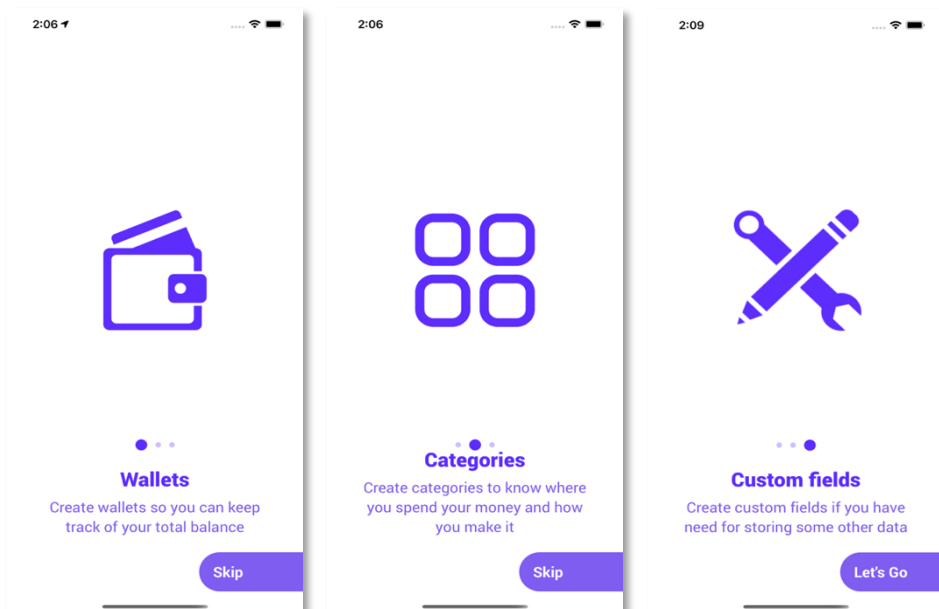 2:06
Wallets
Create wallets so you can keep
track of your total balance
Skip
2:06
Categories
Create categories to know where
you spend your money and how
you make it
Skip
2:09
Custom fields
Create custom fields if you have
need for storing some other data
Let's Go